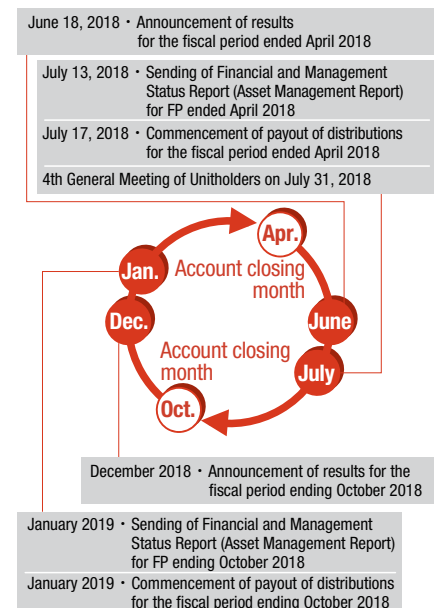 June 18, 2018・Announcement of results
for the fiscal period ended April 2018
July 13, 2018・Sending of Financial and Management
Status Report (Asset Management Report)
for FP ended April 2018
July 17, 2018・Commencement of payout of distributions
for the fiscal period ended April 2018
4th General Meeting of Unitholders on July 31, 2018
Apr.
Jan.
Account closing
month
Dec.
June
Account closing
month
July
Oct.
December 2018・Announcement of results for the
fiscal period ending October 2018
January 2019・Sending of Financial and Management
Status Report (Asset Management Report)
for FP ending October 2018
January 2019・Commencement of payout of distributions
for the fiscal period ending October 2018